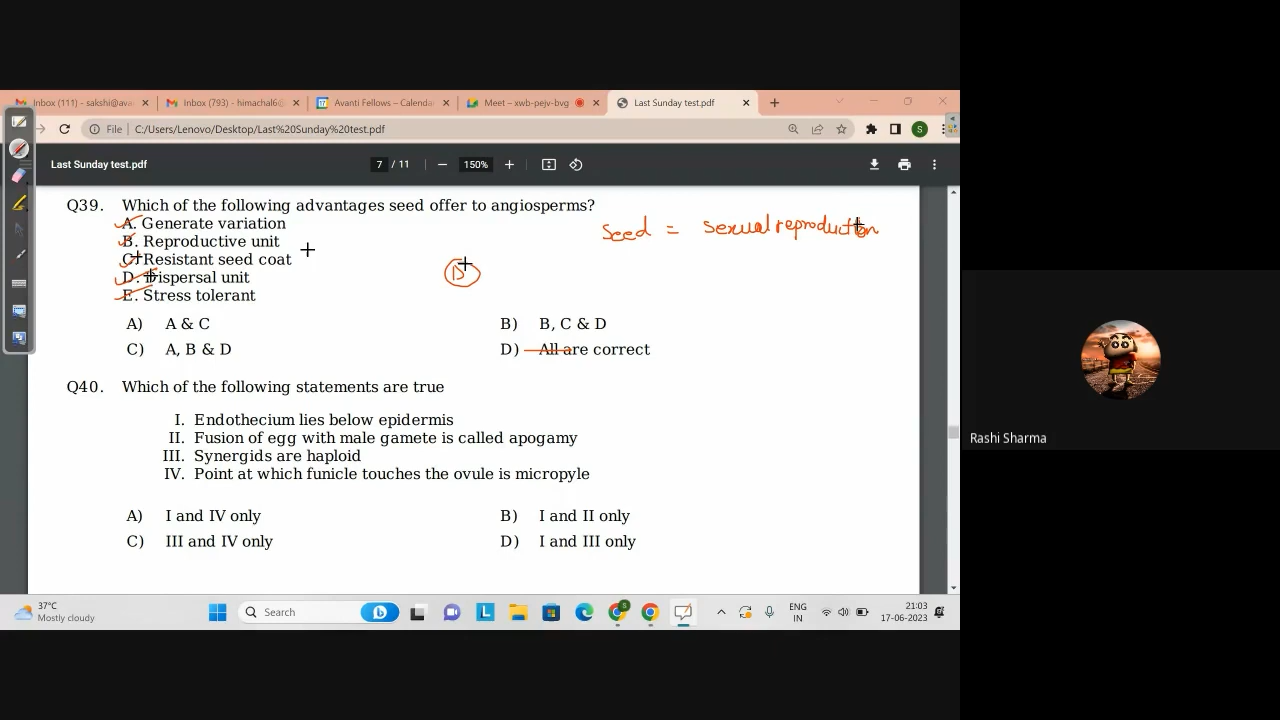 Inbox (111) – sakshi@ava
Inbox (793) – himachal6@
Avanti Fellows – Calenda
Meet – xwb-pejv-bvg
Last Sunday test.pdf
File | C:/Users/Lenovo/Desktop/Last%20Sunday%20test.pdf
S
Last Sunday test.pdf
7 / 11
150%
Q39. Which of the following advantages seed offer to angiosperms?
A. Generate variation
seed = sexual reproduction
B. Reproductive unit
C. Resistant seed coat
D. Dispersal unit
D
E. Stress tolerant
A) A & C
B) B, C & D
C) A, B & D
D) All are correct
Q40. Which of the following statements are true
I. Endothecium lies below epidermis
II. Fusion of egg with male gamete is called apogamy
III. Synergids are haploid
IV. Point at which funicle touches the ovule is micropyle
A) I and IV only
B) I and II only
C) III and IV only
D) I and III only
Rashi Sharma
37°C
Mostly cloudy
Search
ENG
IN
21:03
17-06-2023